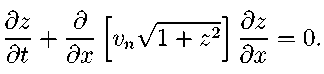 ∂z/∂t + ∂/∂x [v_n √(1 + z²)] ∂z/∂x = 0.